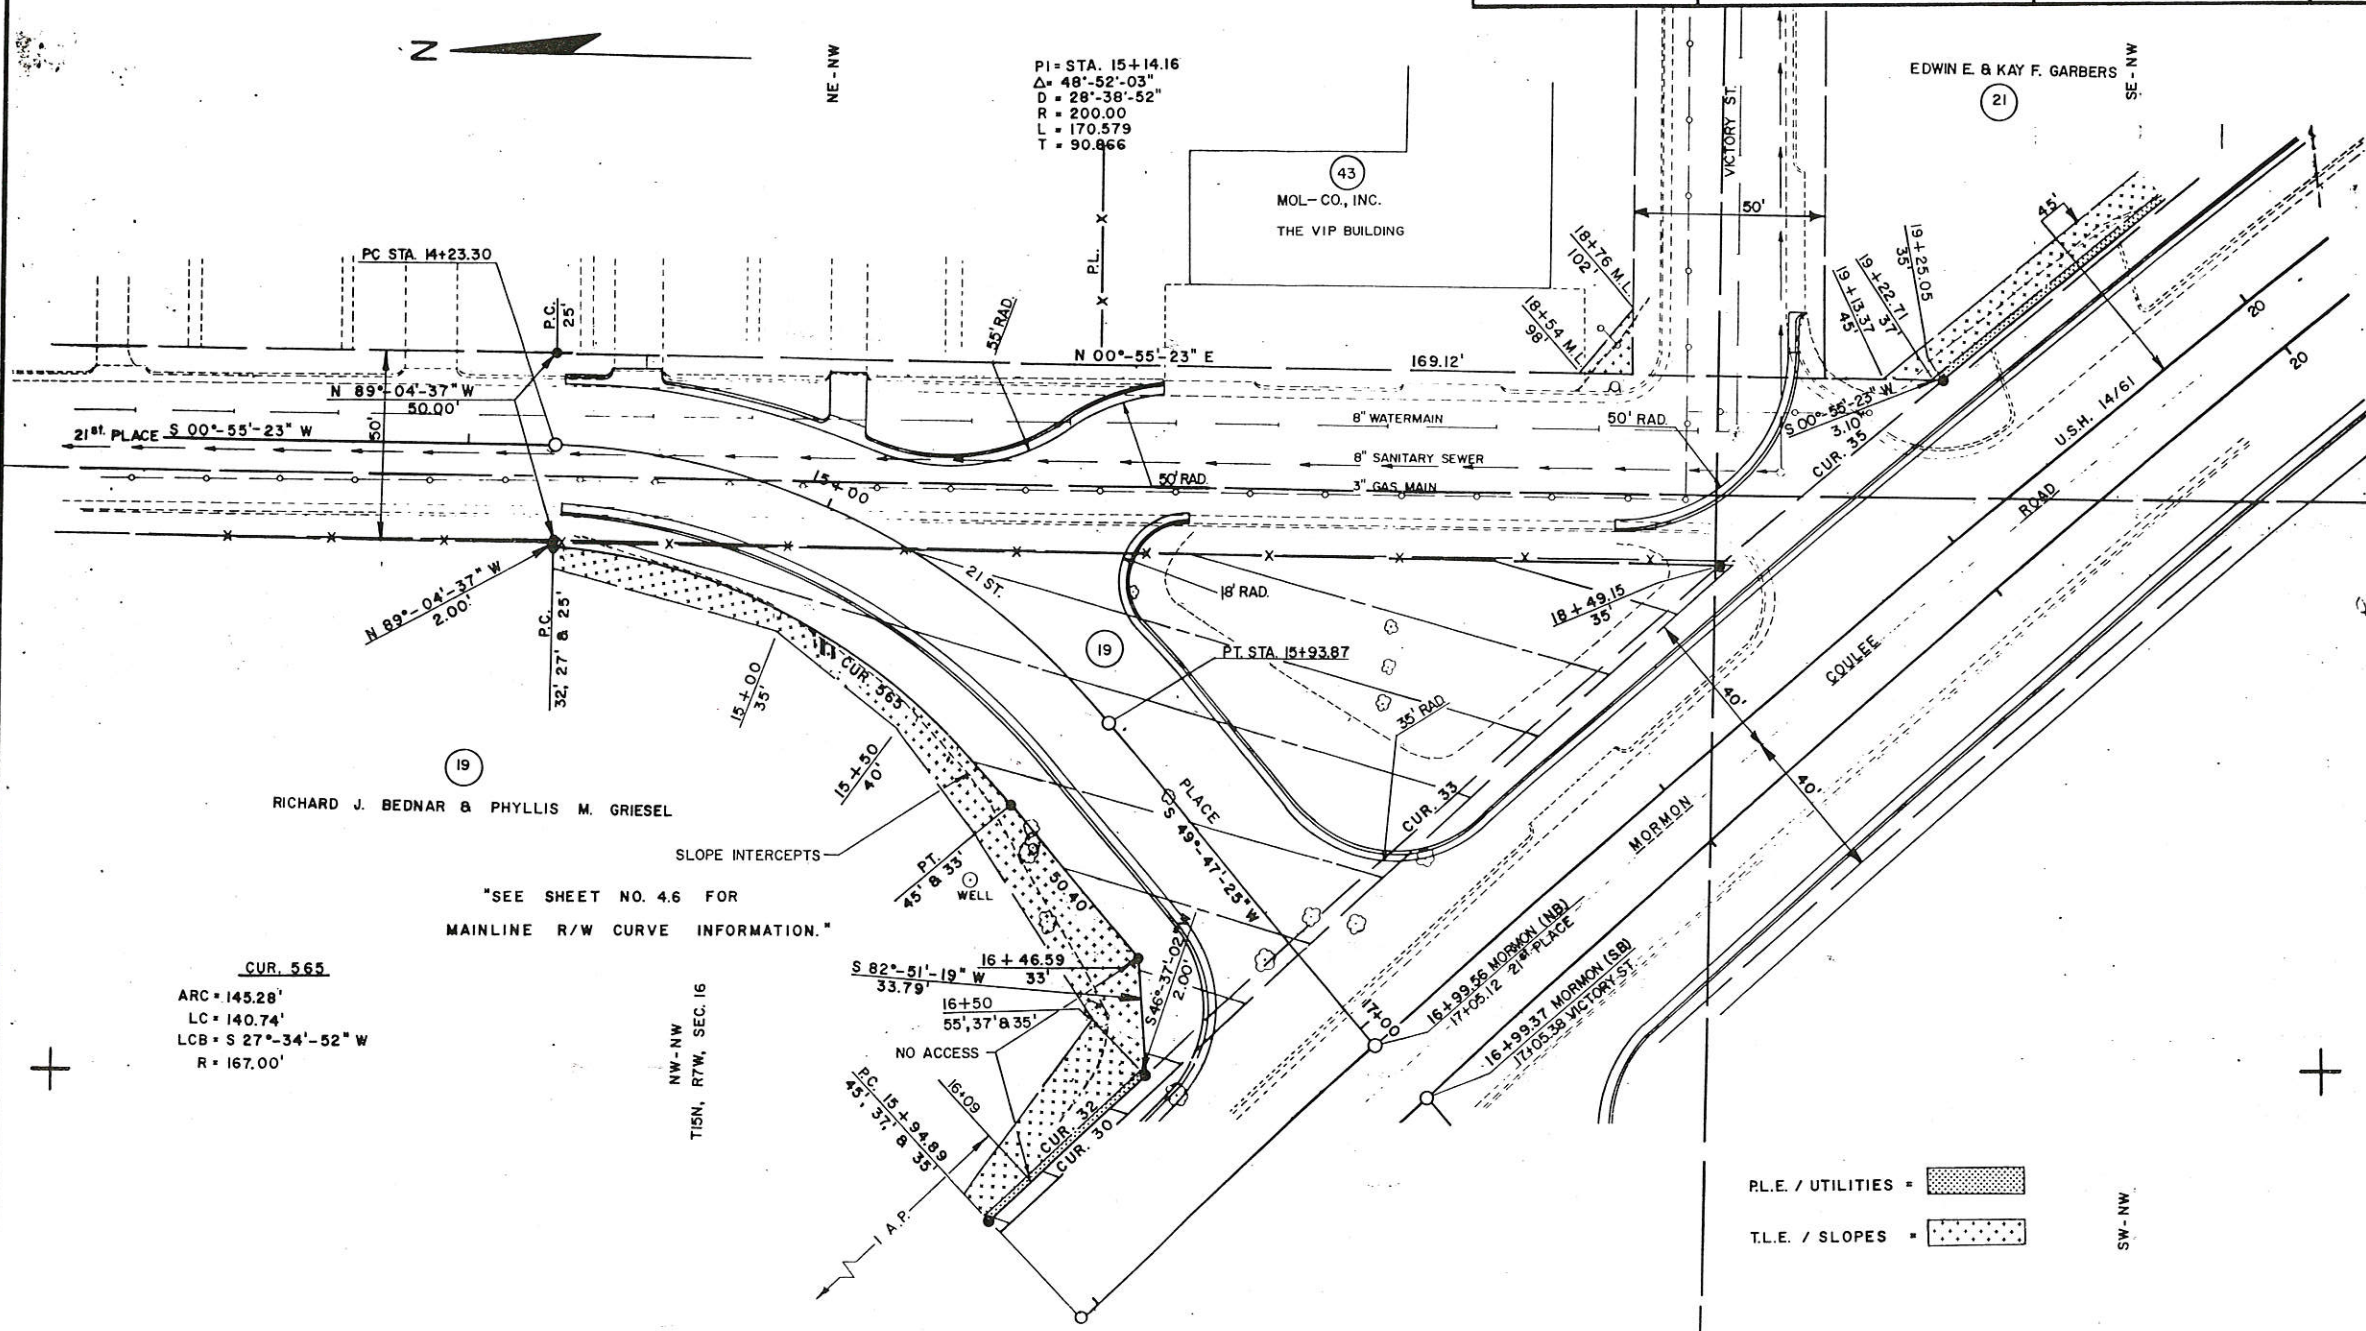 N
NE-NW
PI = STA. 15+14.16
Δ= 48°-52'-03"
D = 28°-38'-52"
R = 200.00
L = 170.579
T = 90.866
43
MOL-CO., INC.
THE VIP BUILDING
VICTORY ST.
50'
EDWIN E. & KAY F. GARBERS
21
SE-NW
45'
PC STA. 14+23.30
P.C.
25'
P.L.
55' RAD.
18+76 M.L.
102'
18+54 M.L.
98'
19+25.05
35'
19+22.71
37'
19+13.37
45'
N 00°-55'-23" E
169.12'
N 89°-04'-37" W
50.00'
50'
21st. PLACE
S 00°-55'-23" W
8" WATERMAIN
8" SANITARY SEWER
3" GAS MAIN
50' RAD.
50' RAD.
S 00°-55'-23" W
3.10'
CUR. 35
U.S.H. 14/61
20
20
ROAD
COULEE
MORMON
15+00
21 ST.
PLACE
S 49°-47'-25" W
18' RAD.
19
PT. STA. 15+93.87
35' RAD.
18+49.15
35'
40'
40'
CUR. 33
N 89°-04'-37" W
2.00'
P.C.
32', 27' & 25'
15+00
35'
CUR. 565
15+50
40'
19
RICHARD J. BEDNAR & PHYLLIS M. GRIESEL
SLOPE INTERCEPTS
PT.
45' & 33'
WELL
50.40'
"SEE SHEET NO. 4.6 FOR
MAINLINE R/W CURVE INFORMATION."
CUR. 565
ARC = 145.28'
LC = 140.74'
LCB = S 27°-34'-52" W
R = 167.00'
S 82°-51'-19" W
33.79'
16+46.59
33'
16+50
55', 37' & 35'
S 46°-37'-02" W
2.00'
NO ACCESS
NW-NW
T15N, R7W, SEC. 16
16+09
P.C. 15+94.89
45', 37', & 35'
CUR. 32
CUR. 30
1 A.P.
17+00
16+99.56 MORMON (NB)
17+05.12 21st. PLACE
16+99.37 MORMON (SB)
17+05.38 VICTORY ST.
P.L.E. / UTILITIES =
T.L.E. / SLOPES =
SW-NW